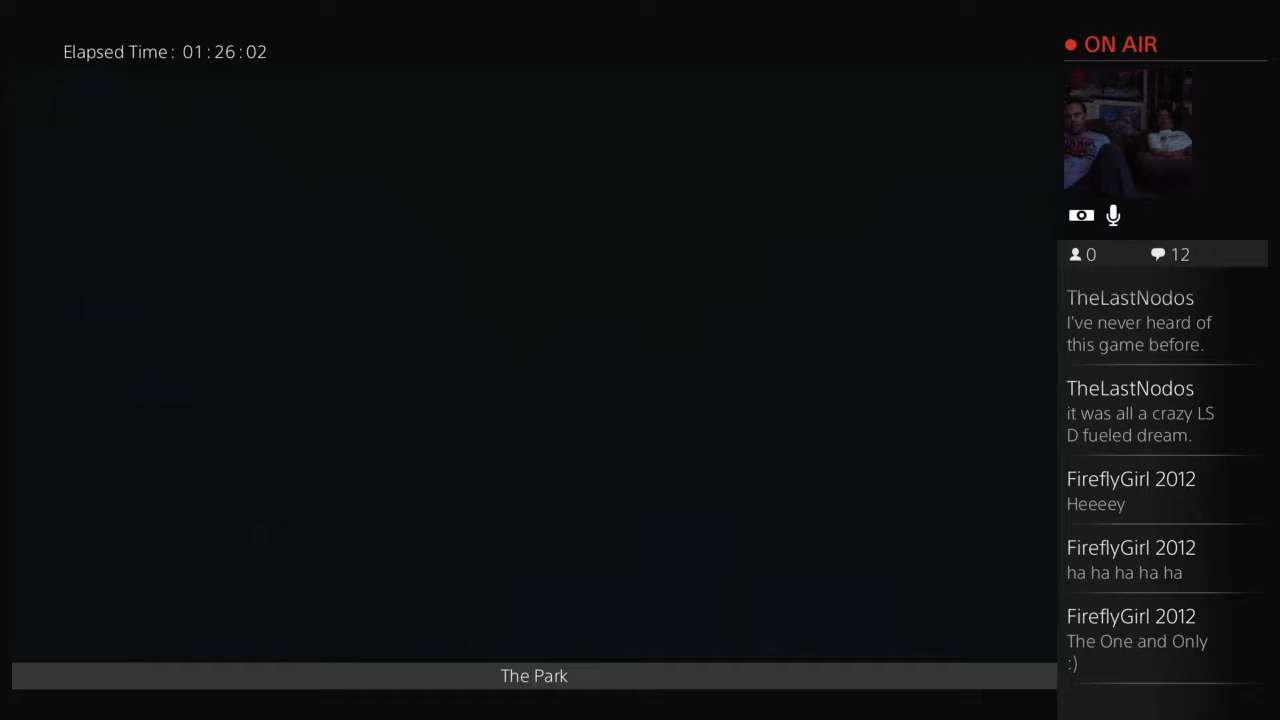 Elapsed Time: 01:26:02
ON AIR
0 12
TheLastNodos
I've never heard of
this game before.
TheLastNodos
it was all a crazy LS
D fueled dream.
FireflyGirl 2012
Heeeey
FireflyGirl 2012
ha ha ha ha ha
FireflyGirl 2012
The One and Only
:)
The Park